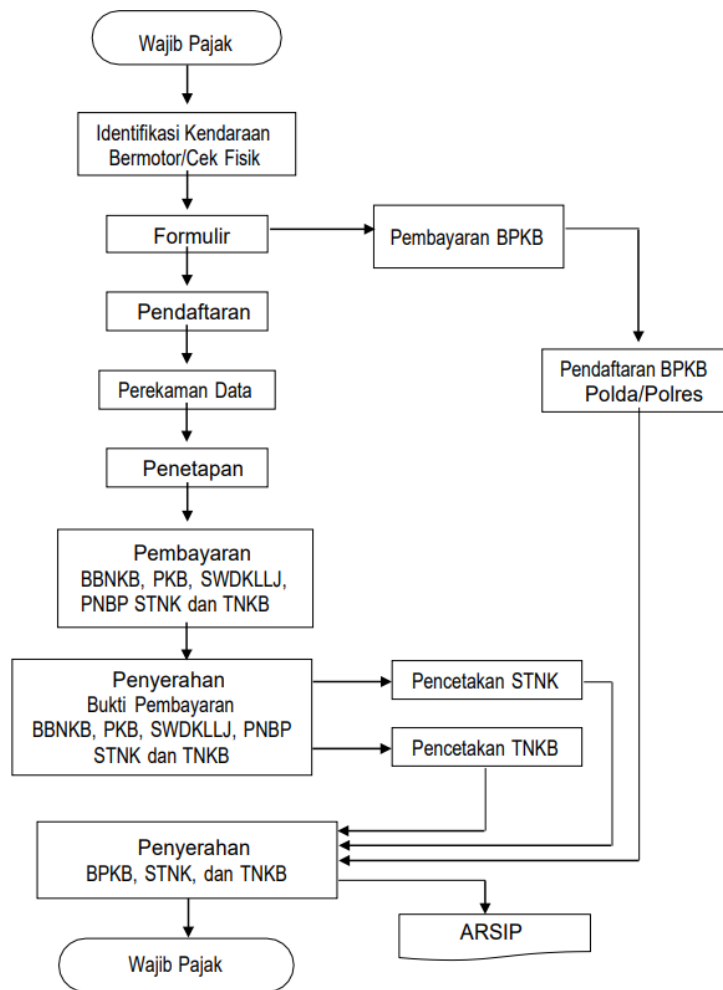 Wajib Pajak
Identifikasi Kendaraan
Bermotor/Cek Fisik
Formulir
Pembayaran BPKB
Pendaftaran
Pendaftaran BPKB
Polda/Polres
Perekaman Data
Penetapan
Pembayaran
BBNKB, PKB, SWDKLLJ,
PNBP STNK dan TNKB
Penyerahan
Bukti Pembayaran
BBNKB, PKB, SWDKLLJ, PNBP
STNK dan TNKB
Pencetakan STNK
Pencetakan TNKB
Penyerahan
BPKB, STNK, dan TNKB
ARSIP
Wajib Pajak